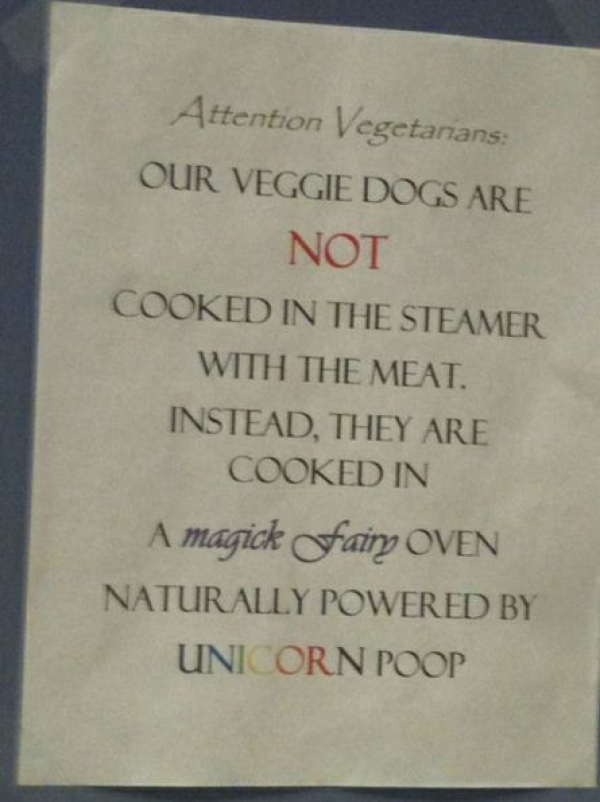 Attention Vegetarians:
OUR VEGGIE DOGS ARE
NOT
COOKED IN THE STEAMER
WITH THE MEAT.
INSTEAD, THEY ARE
COOKED IN
A magick Fairy OVEN
NATURALLY POWERED BY
UNICORN POOP